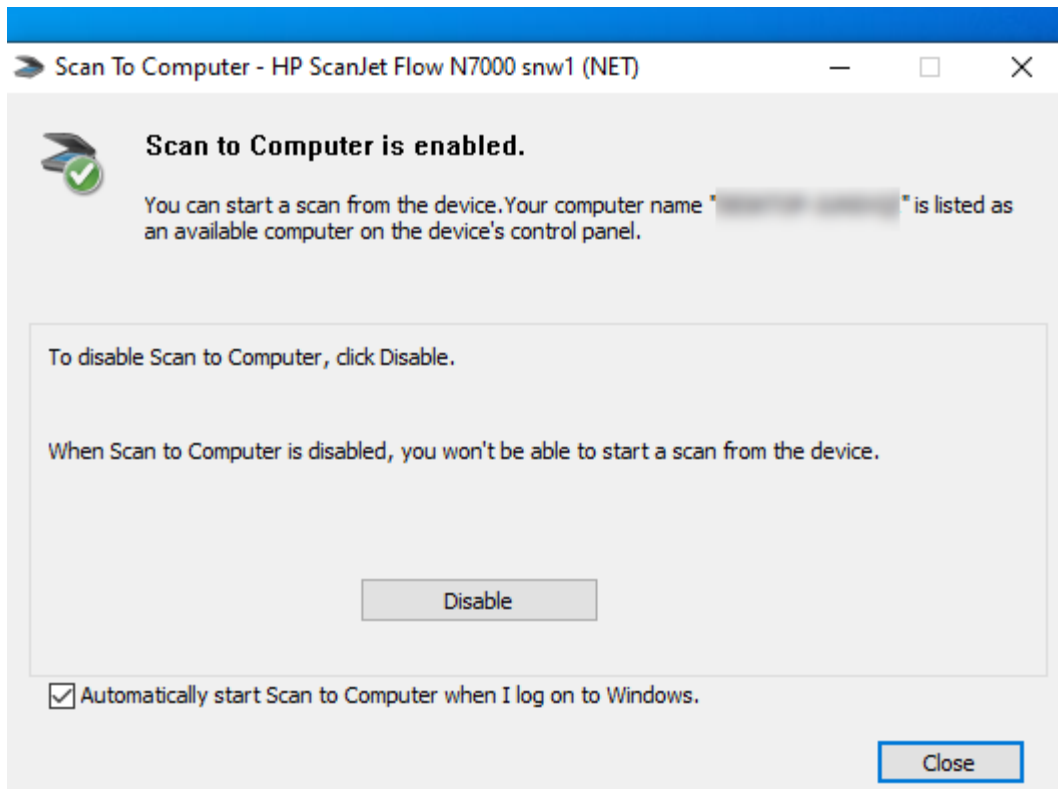 Scan To Computer - HP ScanJet Flow N7000 snw1 (NET)
Scan to Computer is enabled.
You can start a scan from the device.Your computer name "" is listed as
an available computer on the device's control panel.
To disable Scan to Computer, click Disable.
When Scan to Computer is disabled, you won't be able to start a scan from the device.
Disable
Automatically start Scan to Computer when I log on to Windows.
Close